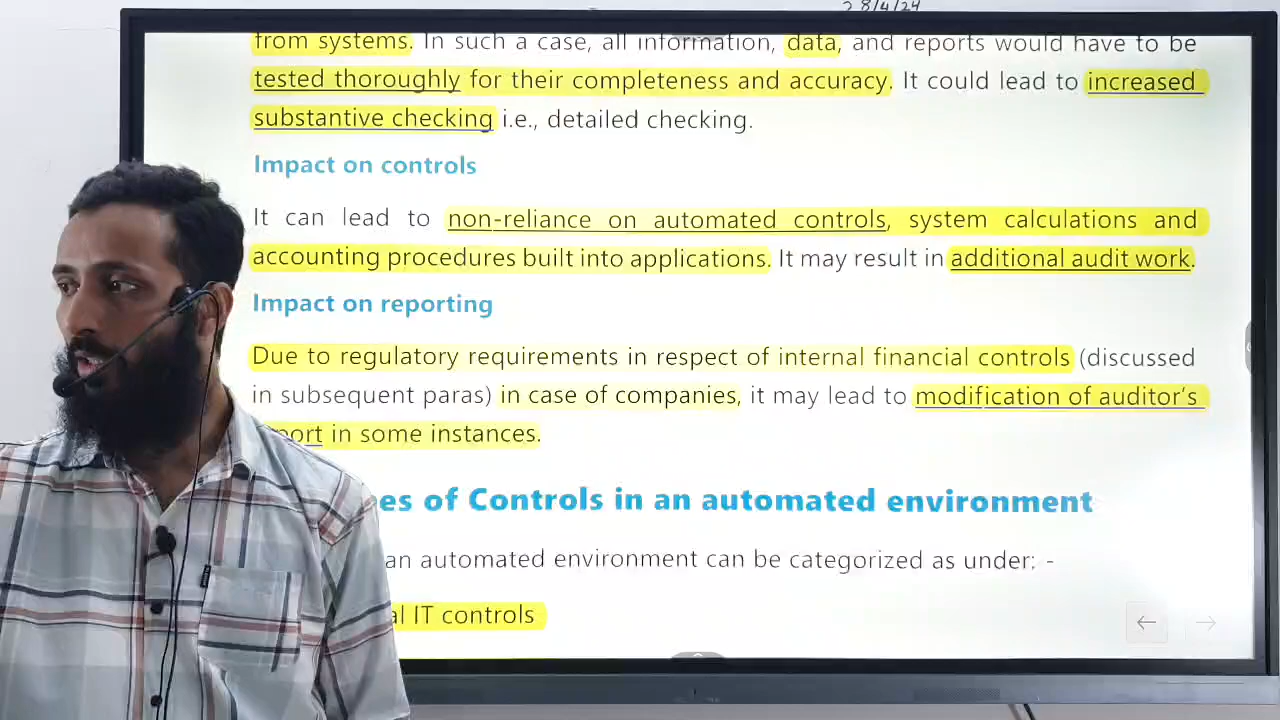 28/4/24
from systems. In such a case, all information, data, and reports would have to be
tested thoroughly for their completeness and accuracy. It could lead to increased
substantive checking i.e., detailed checking.
Impact on controls
It can lead to non-reliance on automated controls, system calculations and
accounting procedures built into applications. It may result in additional audit work.
Impact on reporting
Due to regulatory requirements in respect of internal financial controls (discussed
in subsequent paras) in case of companies, it may lead to modification of auditor's
port in some instances.
es of Controls in an automated environment
an automated environment can be categorized as under: -
al IT controls